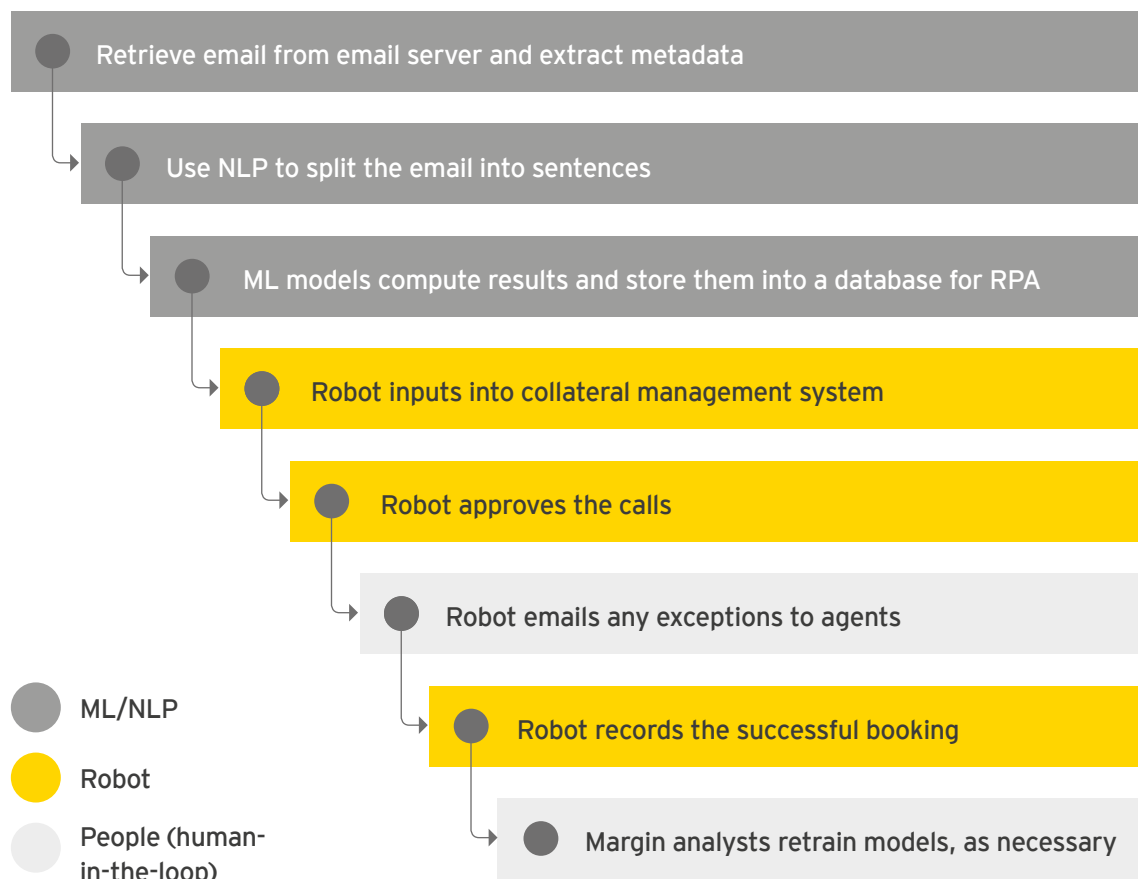 Retrieve email from email server and extract metadata
Use NLP to split the email into sentences
ML models compute results and store them into a database for RPA
Robot inputs into collateral management system
Robot approves the calls
Robot emails any exceptions to agents
Robot records the successful booking
Margin analysts retrain models, as necessary
ML/NLP
Robot
People (human-
in-the-loop)